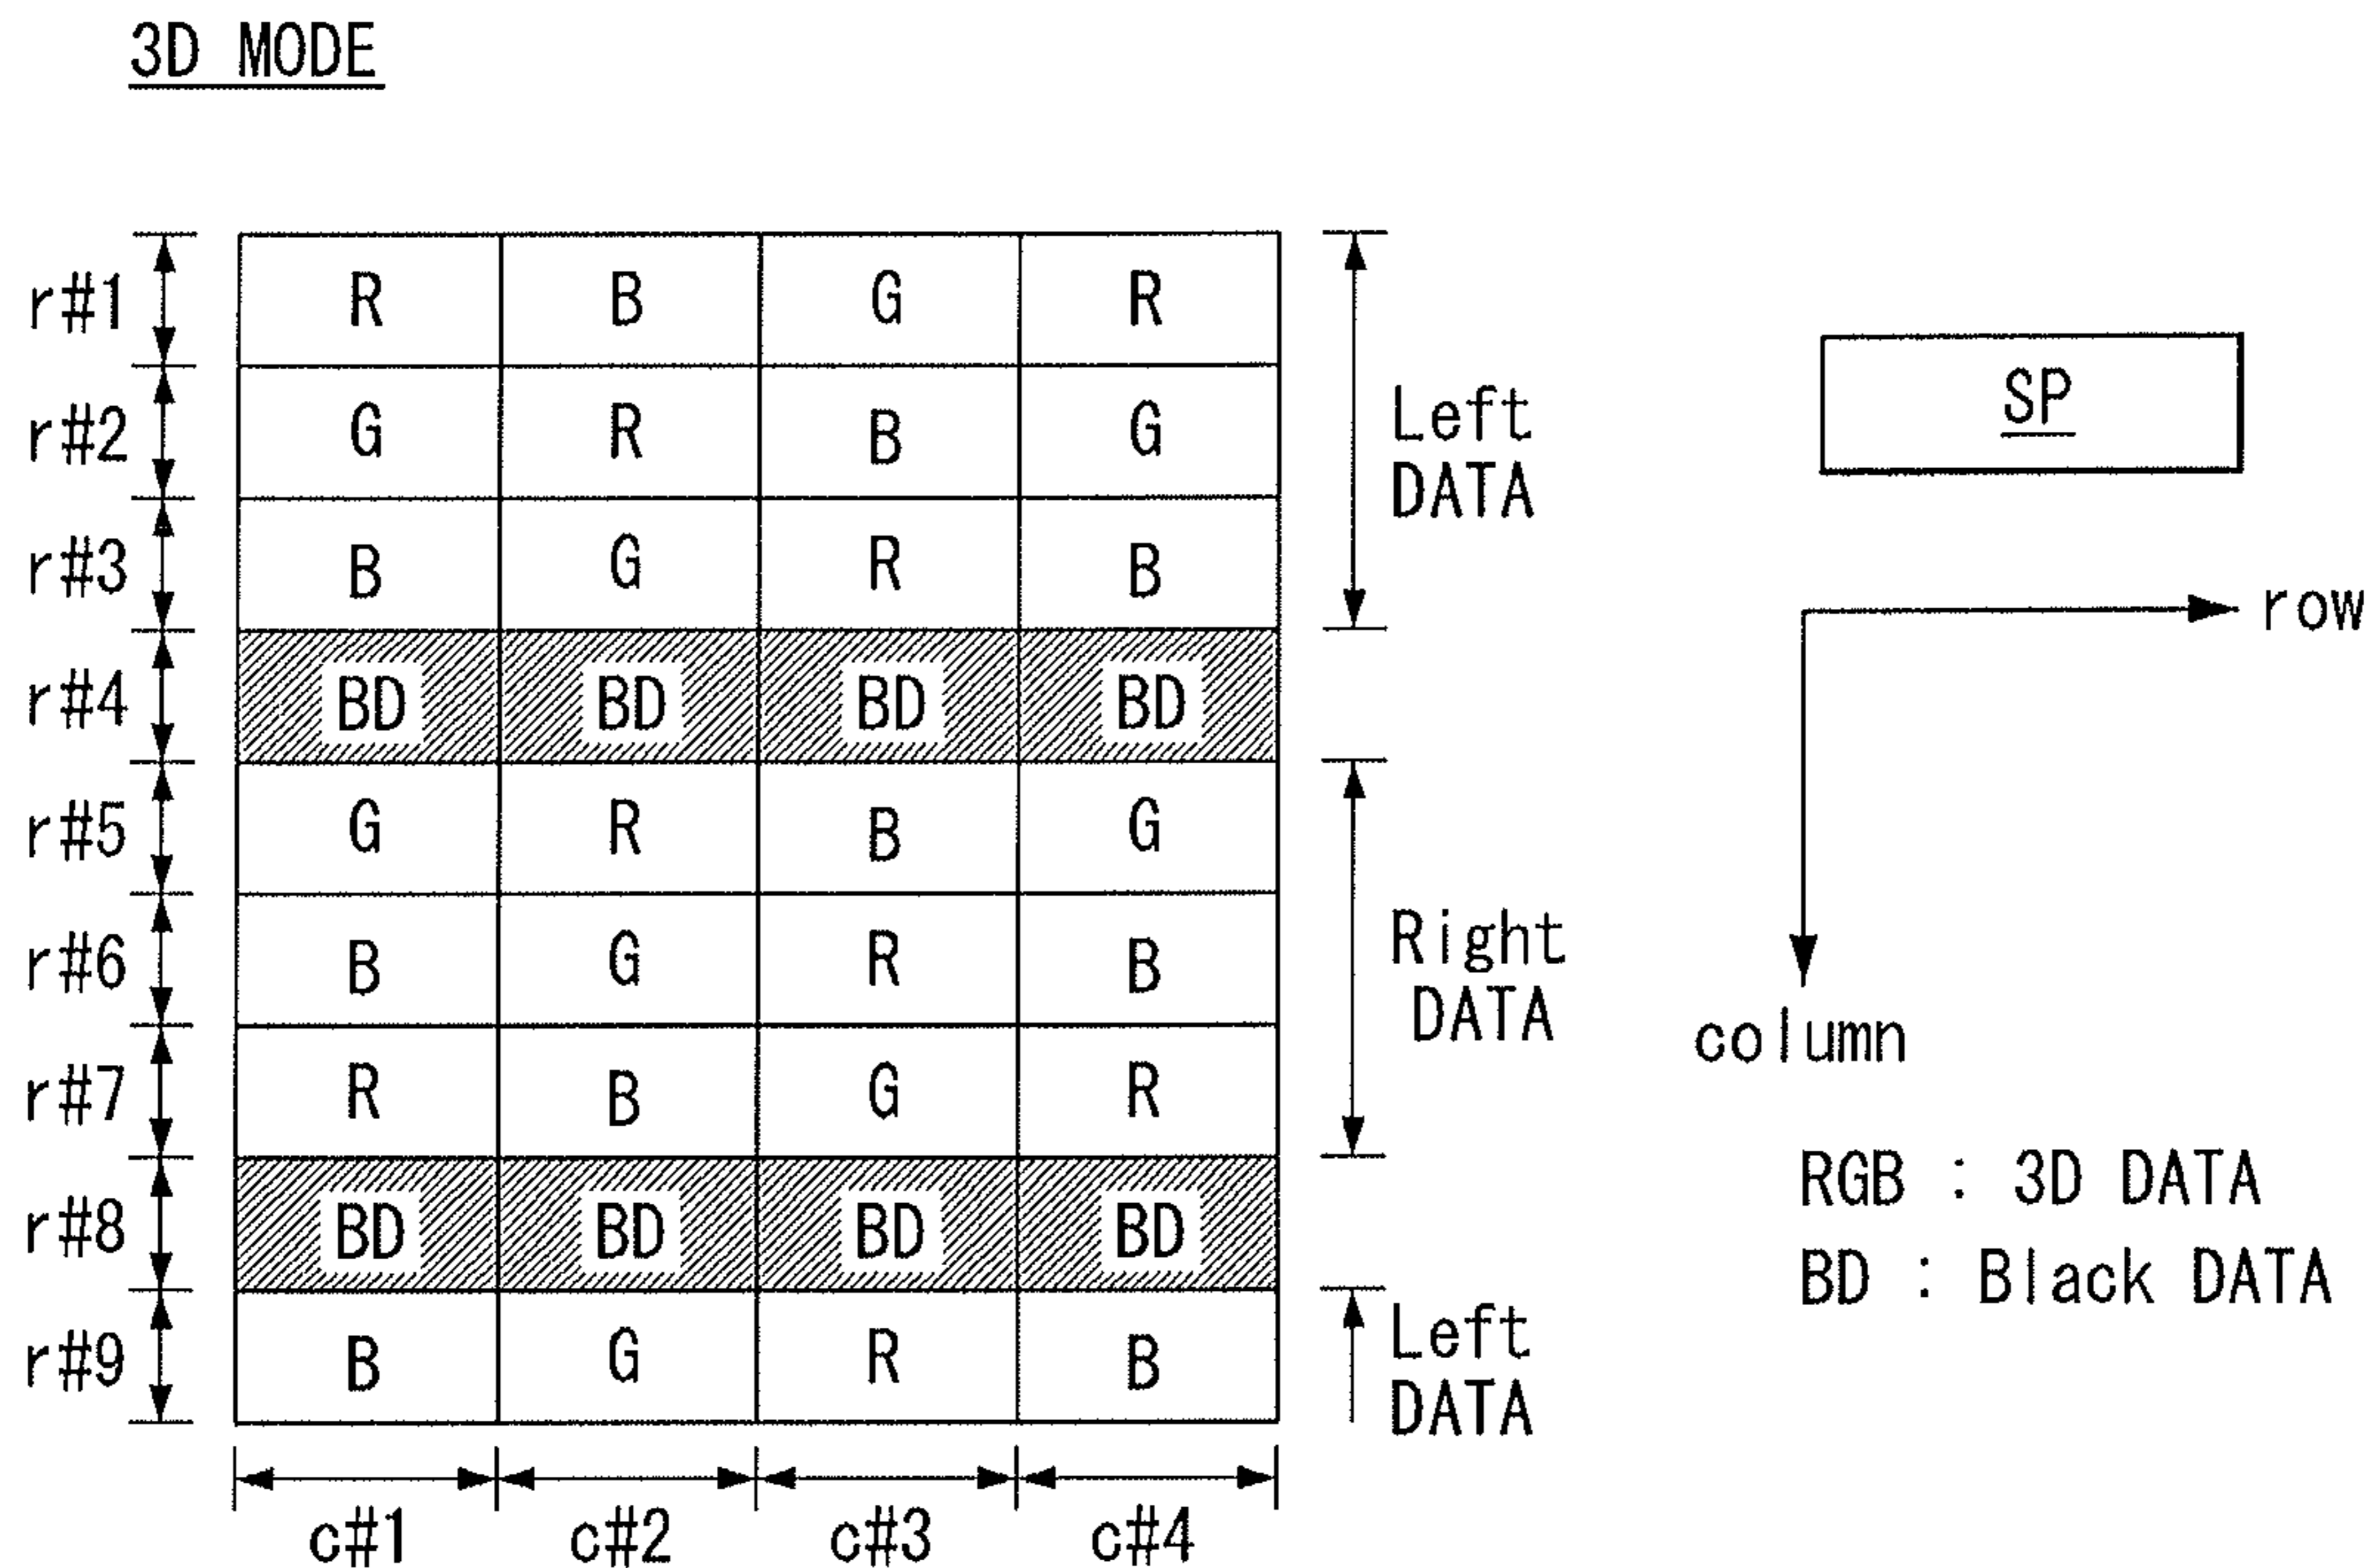 3D MODE
r#1 R B G R
r#2 G R B G
r#3 B G R B
Left
DATA
r#4 BD BD BD BD
r#5 G R B G
r#6 B G R B
r#7 R B G R
Right
DATA
r#8 BD BD BD BD
r#9 B G R B
Left
DATA
c#1 c#2 c#3 c#4
SP
row
column
RGB : 3D DATA
BD : Black DATA